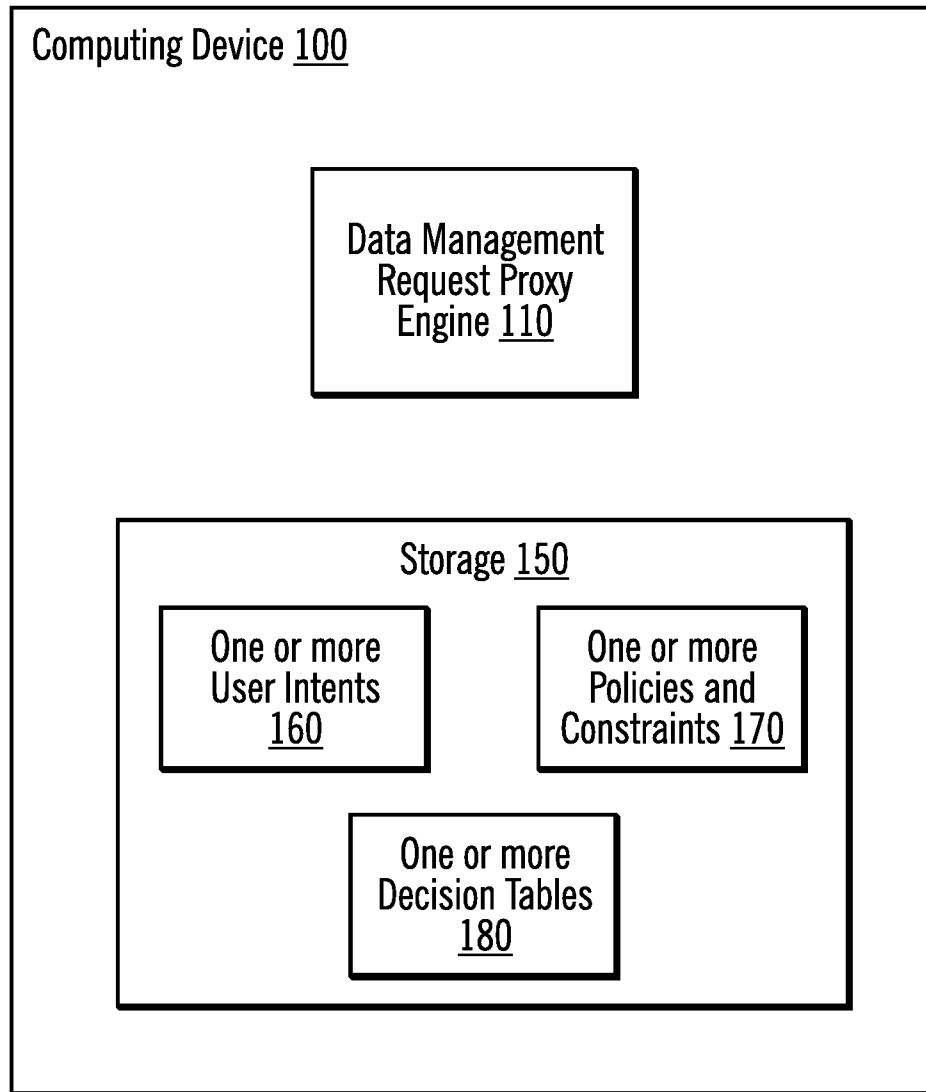 Computing Device 100
Data Management
Request Proxy
Engine 110
Storage 150
One or more
User Intents
160
One or more
Policies and
Constraints 170
One or more
Decision Tables
180